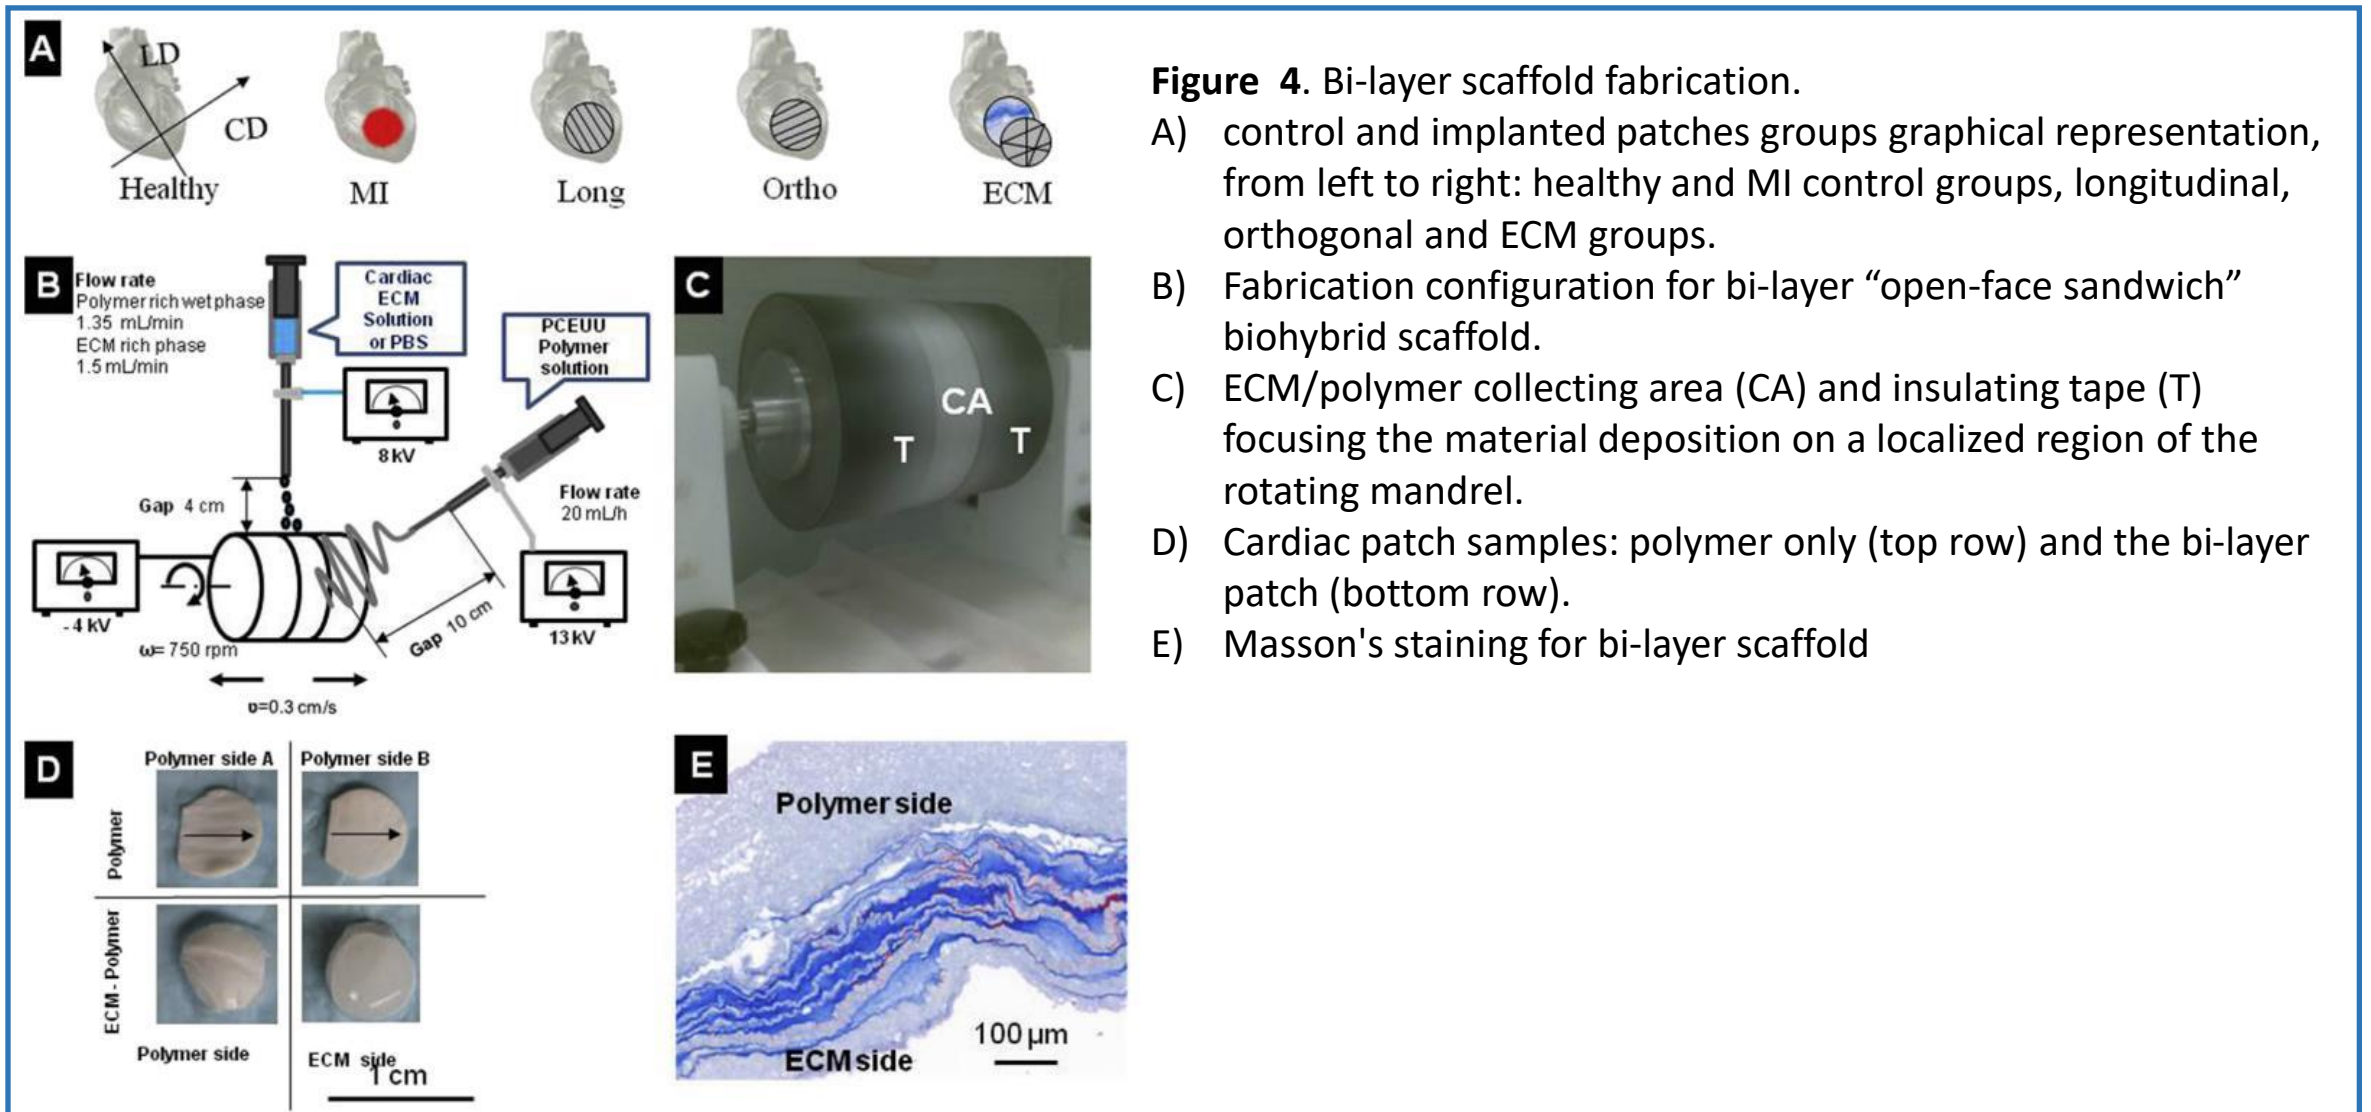 A
LD
CD
Healthy
MI
Long
Ortho
ECM
B
Flow rate
Polymer rich wet phase
1.35 mL/min
ECM rich phase
1.5 mL/min
Cardiac
ECM
Solution
or PBS
PCEUU
Polymer
solution
8 kV
Gap 4 cm
Flow rate
20 mL/h
- 4 kV
ω= 750 rpm
Gap 10 cm
13 kV
υ=0.3 cm/s
C
CA
T
T
D
Polymer side A
Polymer side B
Polymer
ECM - Polymer
Polymer side
ECM side
1 cm
E
Polymer side
100 µm
ECM side
Figure 4. Bi-layer scaffold fabrication.
A) control and implanted patches groups graphical representation,
from left to right: healthy and MI control groups, longitudinal,
orthogonal and ECM groups.
B) Fabrication configuration for bi-layer “open-face sandwich”
biohybrid scaffold.
C) ECM/polymer collecting area (CA) and insulating tape (T)
focusing the material deposition on a localized region of the
rotating mandrel.
D) Cardiac patch samples: polymer only (top row) and the bi-layer
patch (bottom row).
E) Masson's staining for bi-layer scaffold